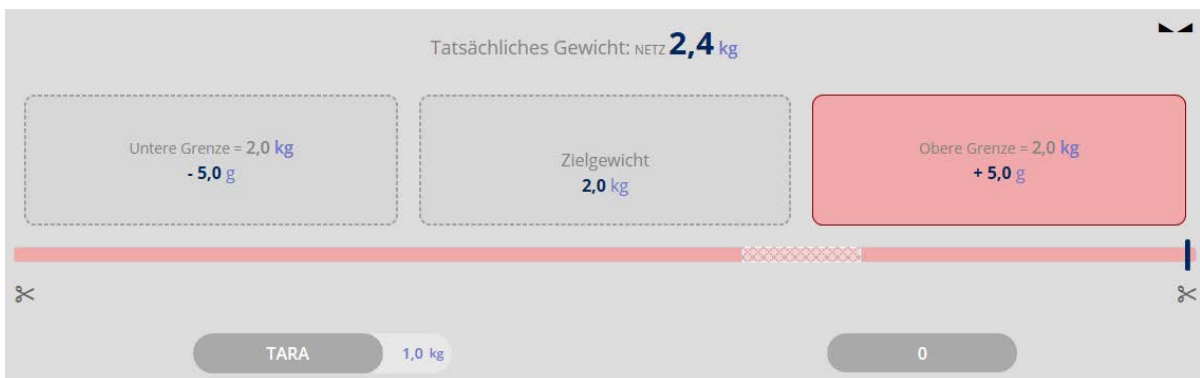 Tatsächliches Gewicht: NETZ 2,4 kg
Untere Grenze = 2,0 kg
- 5,0 g
Zielgewicht
2,0 kg
Obere Grenze = 2,0 kg
+ 5,0 g
TARA 1,0 kg
0